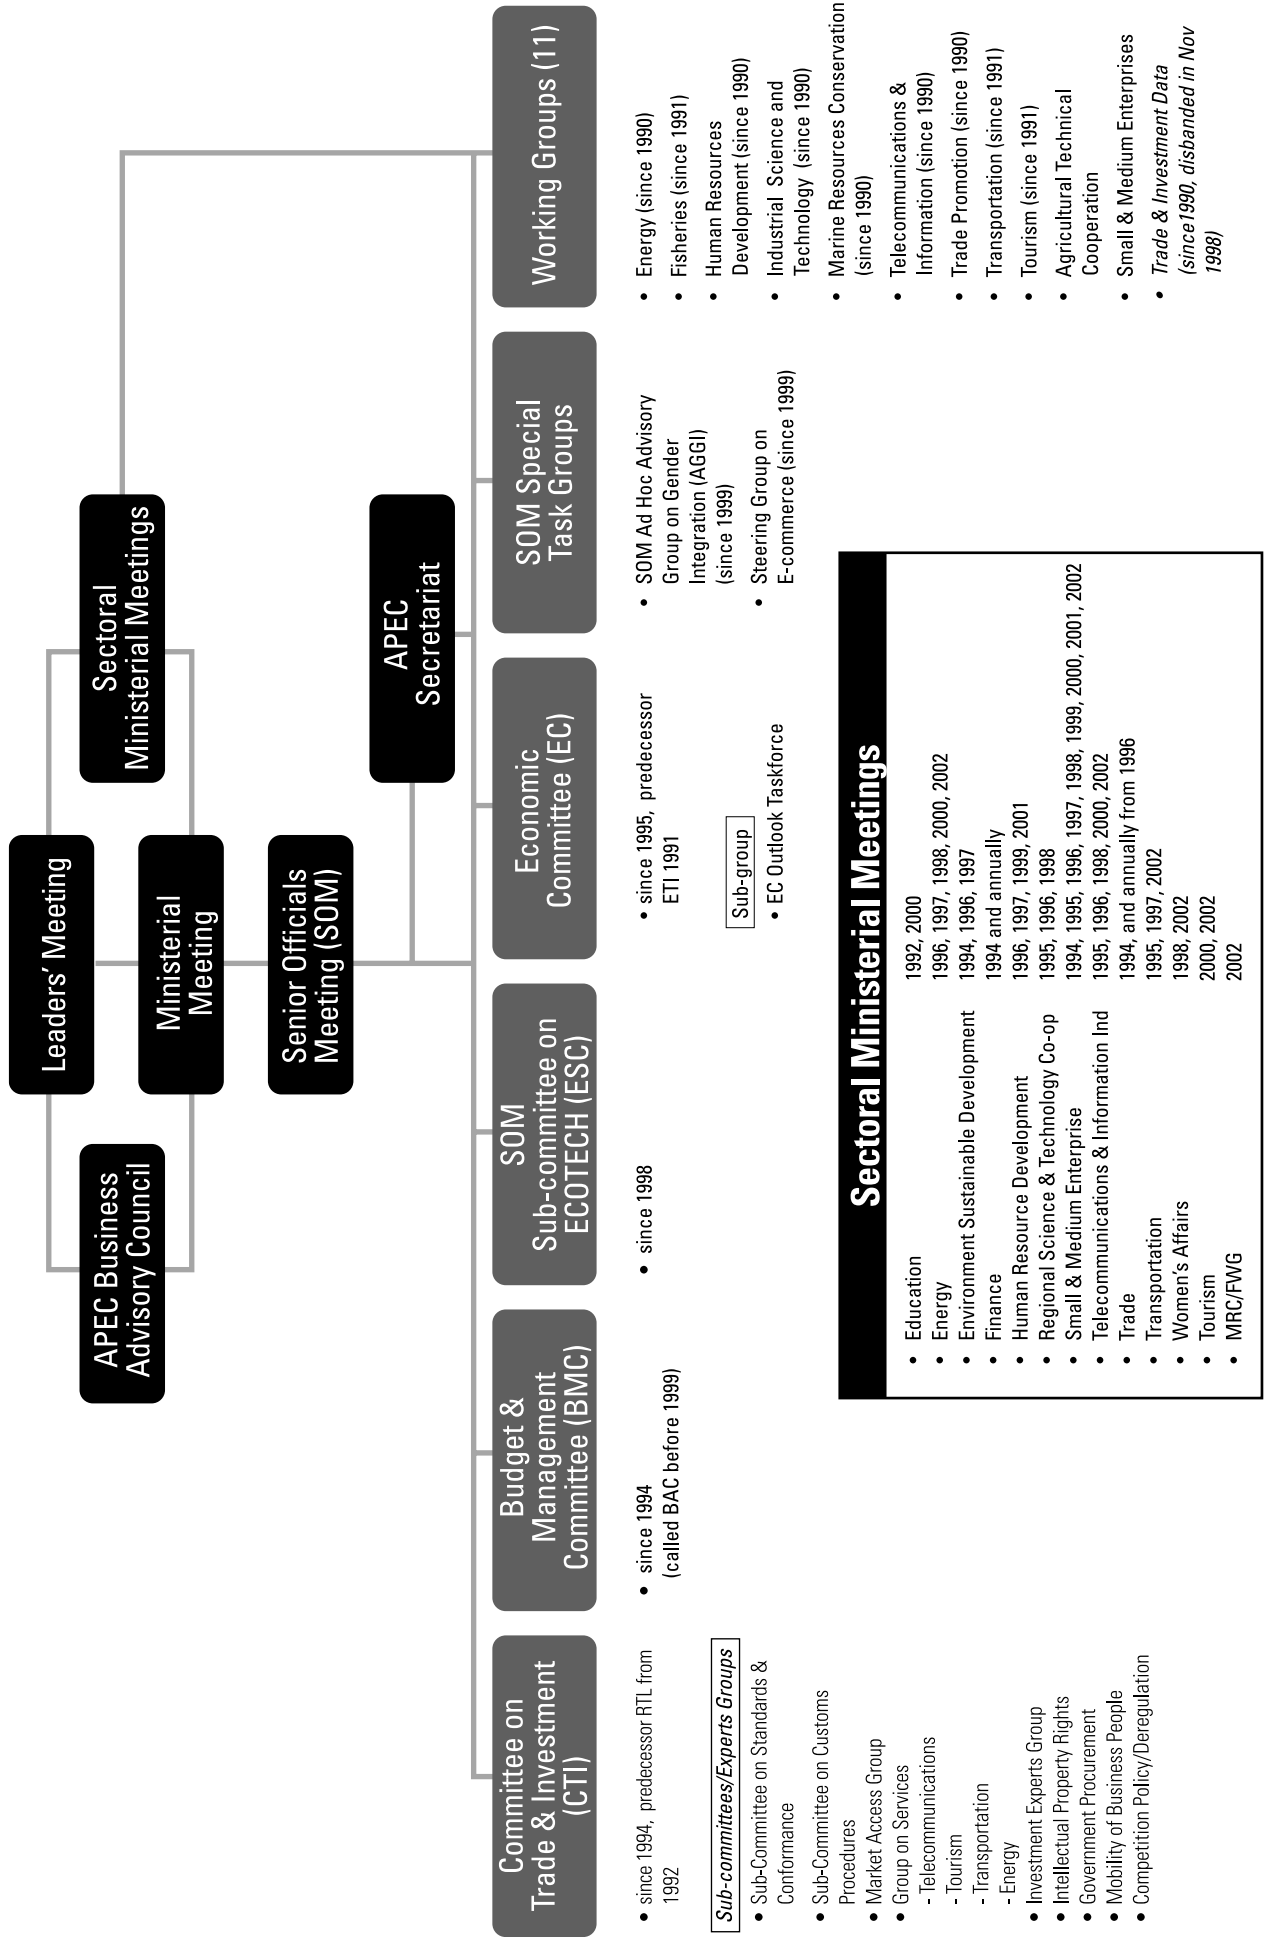 Leaders' Meeting
APEC Business
Advisory Council
Sectoral
Ministerial Meetings
Ministerial
Meeting
Senior Officials
Meeting (SOM)
APEC
Secretariat
Committee on
Trade & Investment
(CTI)
• since 1994, predecessor RTL from
1992
Sub-committees/Experts Groups
• Sub-Committee on Standards &
Conformance
• Sub-Committee on Customs
Procedures
• Market Access Group
• Group on Services
- Telecommunications
- Tourism
- Transportation
- Energy
• Investment Experts Group
• Intellectual Property Rights
• Government Procurement
• Mobility of Business People
• Competition Policy/Deregulation
Budget &
Management
Committee (BMC)
• since 1994
(called BAC before 1999)
SOM
Sub-committee on
ECOTECH (ESC)
• since 1998
Economic
Committee (EC)
• since 1995, predecessor
ETI 1991
Sub-group
• EC Outlook Taskforce
SOM Special
Task Groups
• SOM Ad Hoc Advisory
Group on Gender
Integration (AGGI)
(since 1999)
• Steering Group on
E-commerce (since 1999)
Working Groups (11)
• Energy (since 1990)
• Fisheries (since 1991)
• Human Resources
Development (since 1990)
• Industrial Science and
Technology (since 1990)
• Marine Resources Conservation
(since 1990)
• Telecommunications &
Information (since 1990)
• Trade Promotion (since 1990)
• Transportation (since 1991)
• Tourism (since 1991)
• Agricultural Technical
Cooperation
• Small & Medium Enterprises
• Trade & Investment Data
(since1990, disbanded in Nov
1998)
Sectoral Ministerial Meetings
• Education 1992, 2000
• Energy 1996, 1997, 1998, 2000, 2002
• Environment Sustainable Development 1994, 1996, 1997
• Finance 1994 and annually
• Human Resource Development 1996, 1997, 1999, 2001
• Regional Science & Technology Co-op 1995, 1996, 1998
• Small & Medium Enterprise 1994, 1995, 1996, 1997, 1998, 1999, 2000, 2001, 2002
• Telecommunications & Information Ind 1995, 1996, 1998, 2000, 2002
• Trade 1994, and annually from 1996
• Transportation 1995, 1997, 2002
• Women's Affairs 1998, 2002
• Tourism 2000, 2002
• MRC/FWG 2002